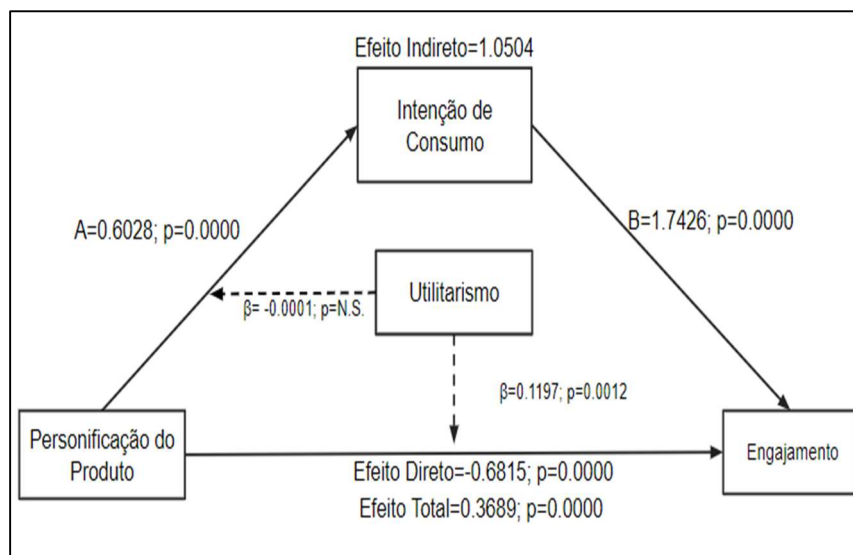 Efeito Indireto=1.0504
Intenção de
Consumo
A=0.6028; p=0.0000
B=1.7426; p=0.0000
Utilitarismo
β= -0.0001; p=N.S.
β=0.1197; p=0.0012
Personificação do
Produto
Engajamento
Efeito Direto=-0.6815; p=0.0000
Efeito Total=0.3689; p=0.0000